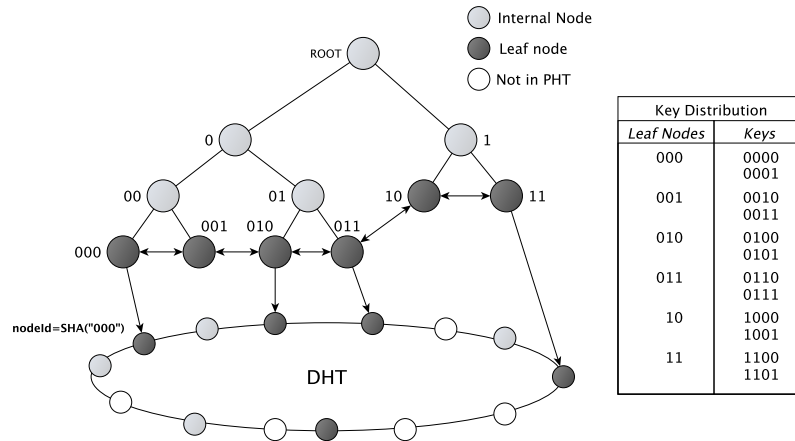 Internal Node
Leaf node
Not in PHT
ROOT
0
1
00
01
10
11
000
001
010
011
nodeId=SHA("000")
DHT
Key Distribution
Leaf Nodes Keys
000 0000
0001
001 0010
0011
010 0100
0101
011 0110
0111
10 1000
1001
11 1100
1101